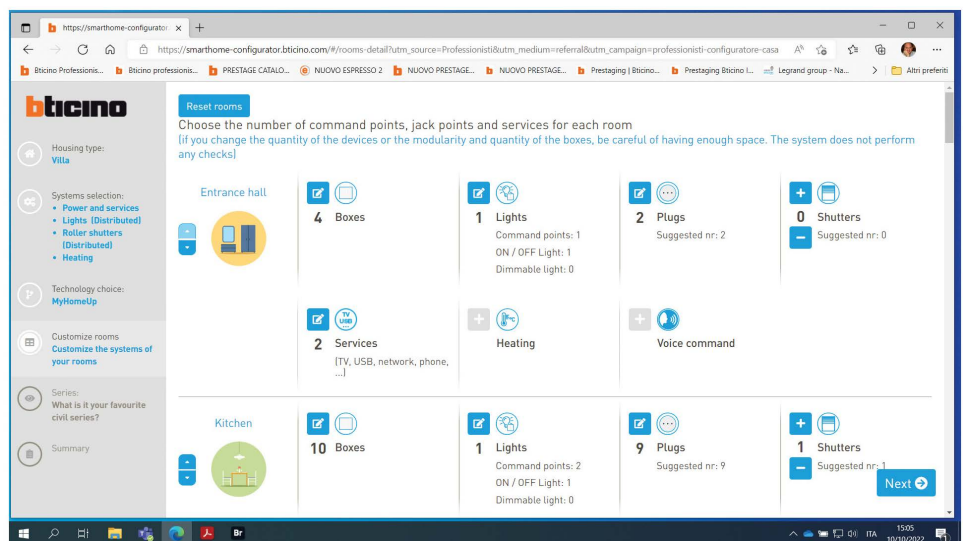 https://smarthome-configurator
https://smarthome-configurator.bticino.com/#/rooms-detail?utm_source=Professionisti&utm_medium=referral&utm_campaign=professionisti-configuratore-casa
Bticino Professionis...
Bticino professionis...
PRESTAGE CATALO...
NUOVO ESPRESSO 2
NUOVO PRESTAGE...
NUOVO PRESTAGE...
Prestaging | Bticino...
Prestaging Bticino I...
Legrand group - Na...
Altri preferiti
bticino
Housing type:
Villa
Systems selection:
• Power and services
• Lights (Distributed)
• Roller shutters
(Distributed)
• Heating
Technology choice:
MyHomeUp
Customize rooms
Customize the systems of
your rooms
Series:
What is it your favourite
civil series?
Summary
Reset rooms
Choose the number of command points, jack points and services for each room
(if you change the quantity of the devices or the modularity and quantity of the boxes, be careful of having enough space. The system does not perform
any checks)
Entrance hall
4 Boxes
1 Lights
Command points: 1
ON / OFF Light: 1
Dimmable light: 0
2 Plugs
Suggested nr: 2
0 Shutters
Suggested nr: 0
TV
USB
2 Services
(TV, USB, network, phone,
...)
Heating
Voice command
Kitchen
10 Boxes
1 Lights
Command points: 2
ON / OFF Light: 1
Dimmable light: 0
9 Plugs
Suggested nr: 9
1 Shutters
Suggested nr: 1
Next
Br
ITA
15:05
10/10/2022